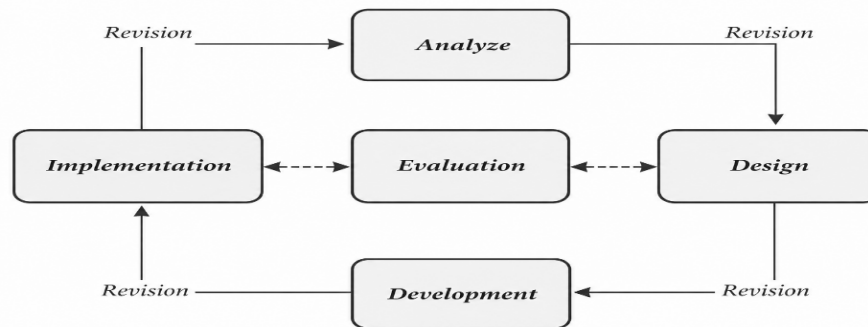 Revision
Analyze
Revision
Implementation
Evaluation
Design
Revision
Development
Revision